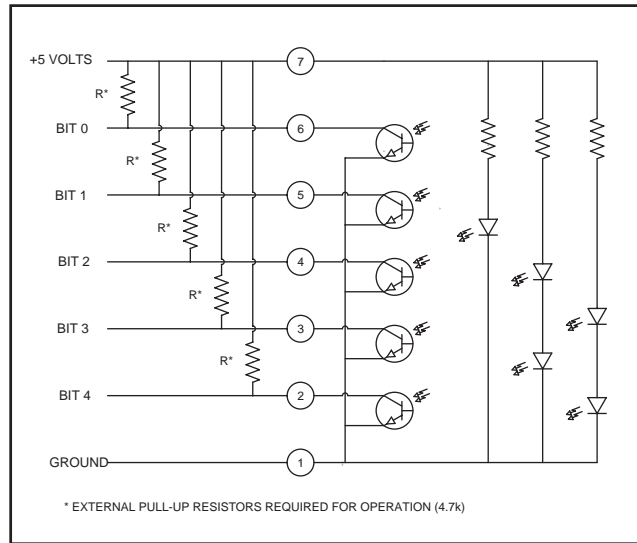 +5 VOLTS 7
R*
BIT 0 6
R*
BIT 1 5
R*
BIT 2 4
R*
BIT 3 3
R*
BIT 4 2
GROUND 1
* EXTERNAL PULL-UP RESISTORS REQUIRED FOR OPERATION (4.7k)